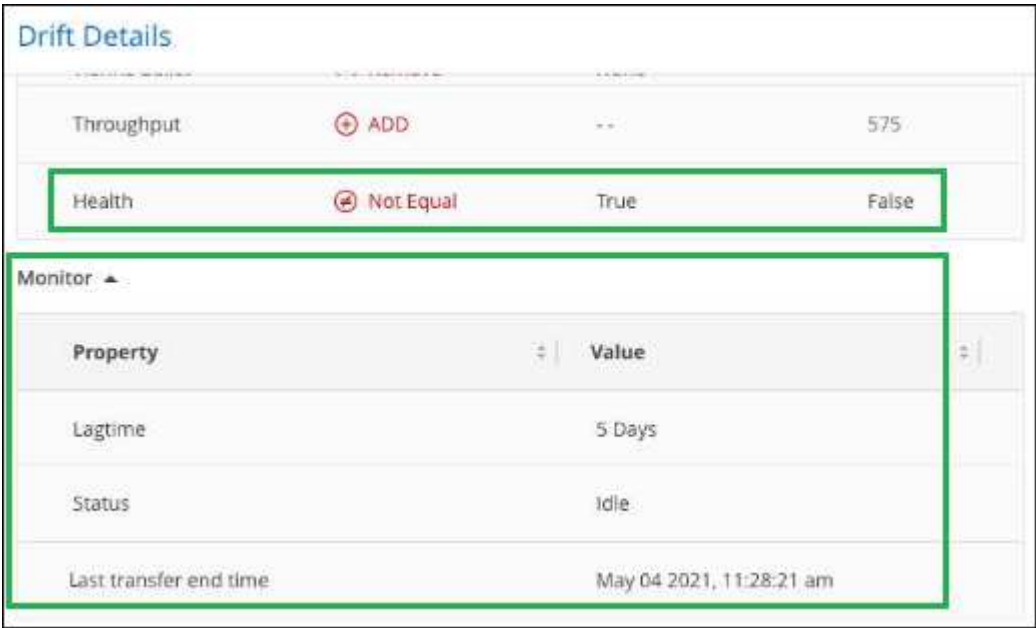 Drift Details
Throughput ADD -- 575
Health Not Equal True False
Monitor
Property Value
Lagtime 5 Days
Status Idle
Last transfer end time May 04 2021, 11:28:21 am